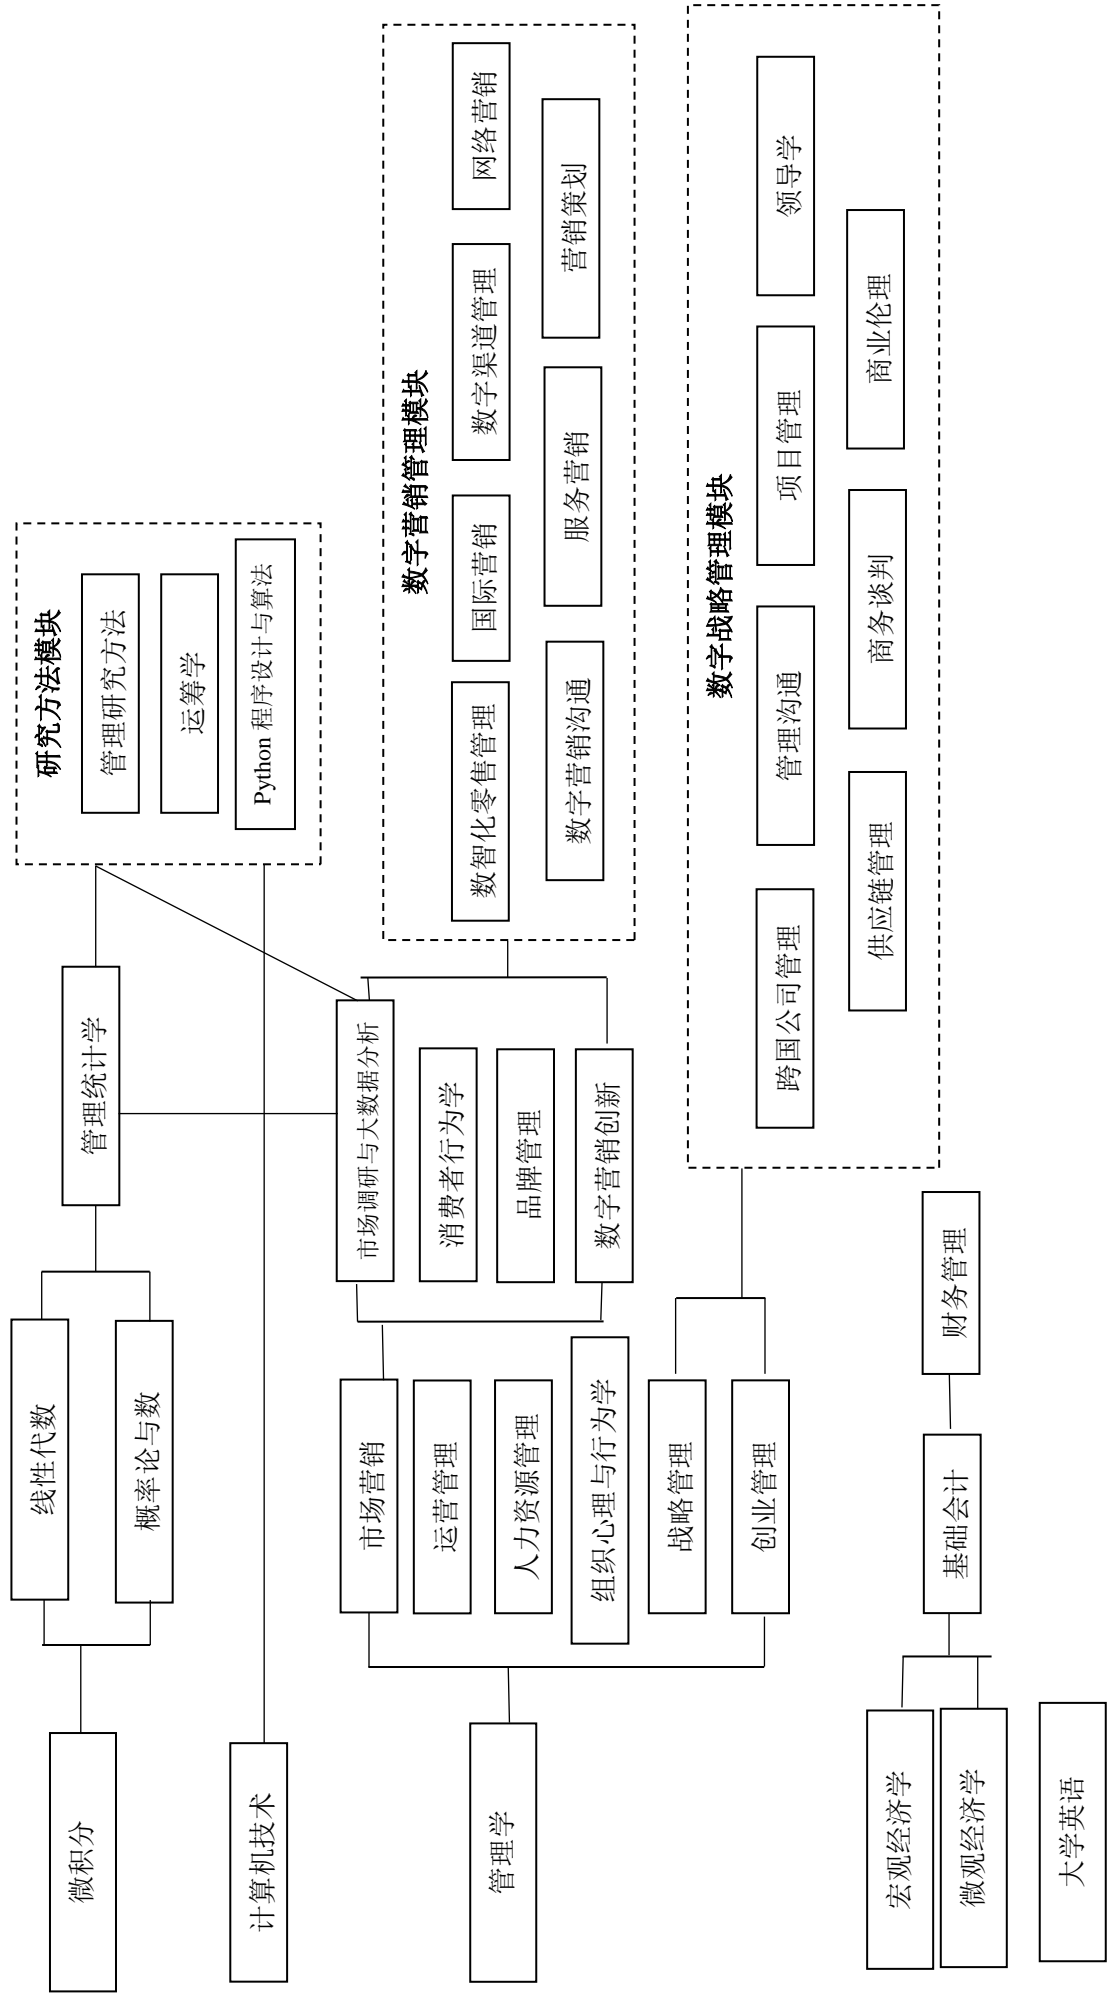 研究方法模块
管理研究方法
运筹学
Python 程序设计与算法
管理统计学
线性代数
概率论与数
微积分
计算机技术
数字营销管理模块
网络营销
数字渠道管理
国际营销
数智化零售管理
营销策划
服务营销
数字营销沟通
市场调研与大数据分析
消费者行为学
品牌管理
数字营销创新
市场营销
运营管理
人力资源管理
组织心理与行为学
战略管理
创业管理
管理学
数字战略管理模块
领导学
项目管理
管理沟通
跨国公司管理
商业伦理
商务谈判
供应链管理
财务管理
基础会计
宏观经济学
微观经济学
大学英语